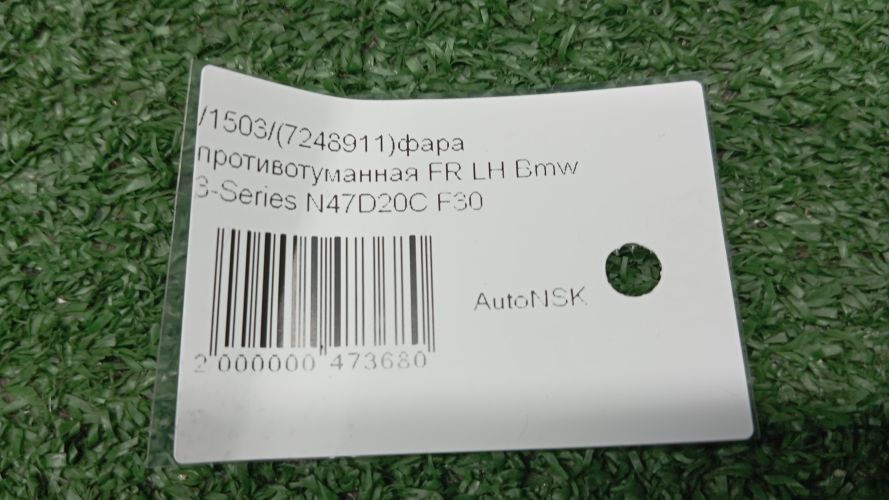 /1503/(7248911)фара
противотуманная FR LH Bmw
3-Series N47D20C F30
AutoNSK
2 000000 473680